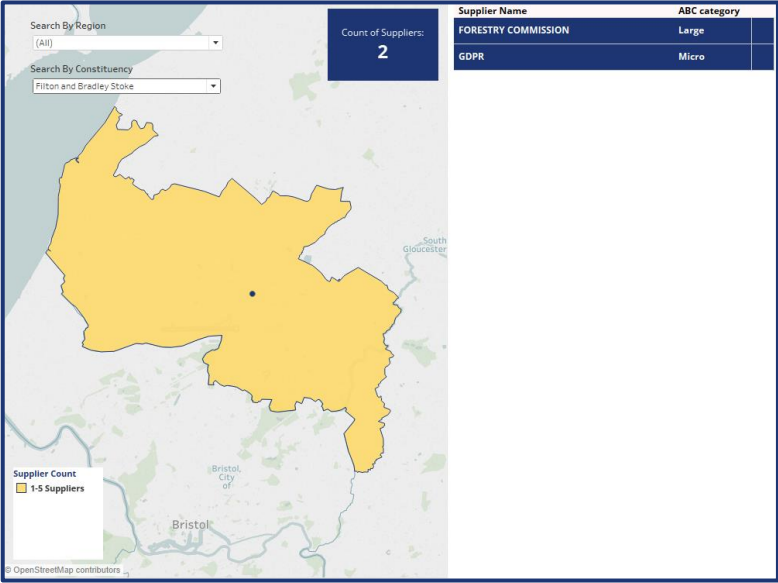 Search By Region
(All)
Search By Constituency
Filton and Bradley Stoke
Count of Suppliers:
2
Supplier Name ABC category
FORESTRY COMMISSION Large
GDPR Micro
South
Gloucester
Bristol,
City
of
Bristol
Supplier Count
1-5 Suppliers
© OpenStreetMap contributors